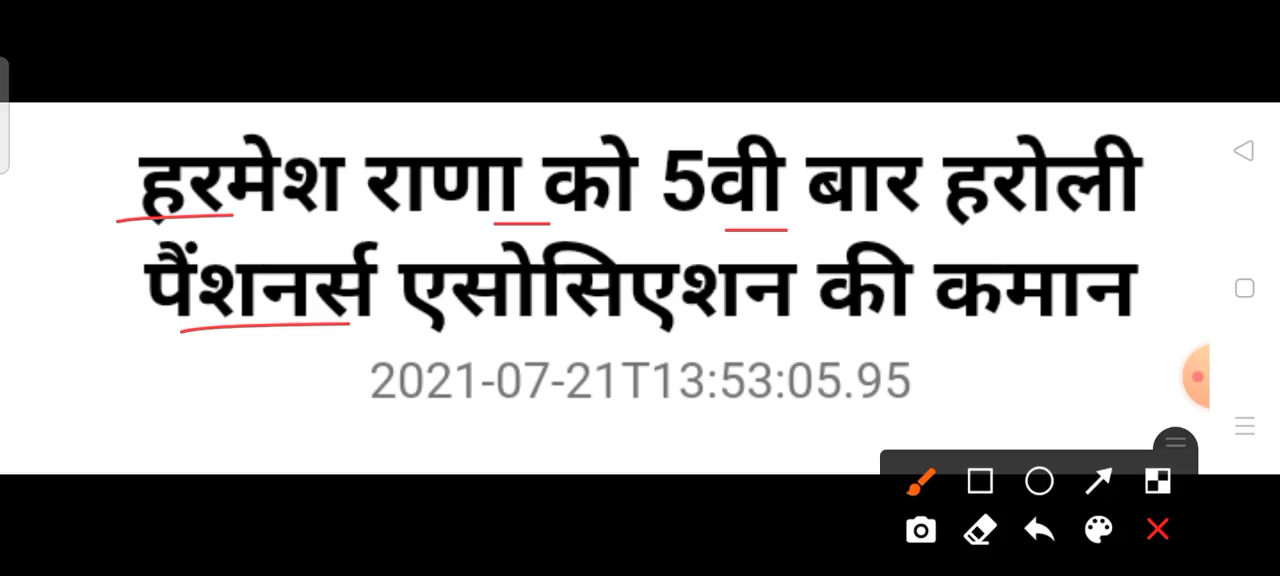 हरमेश राणा को 5वी बार हरोली
पैंशनर्स एसोसिएशन की कमान
2021-07-21T13:53:05.95